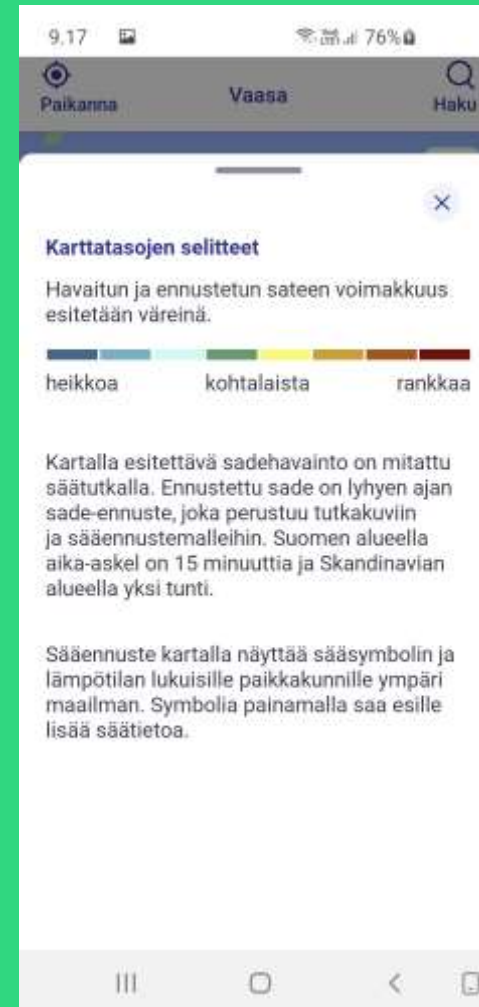 9.17 76%
Paikanna Vaasa Haku
Karttatasojen selitteet
Havaitun ja ennustetun sateen voimakkuus
esitetään väreinä.
heikkoa kohtalaista rankkaa
Kartalla esitettävä sadehavainto on mitattu
säätutkalla. Ennustettu sade on lyhyen ajan
sade-ennuste, joka perustuu tutkakuviin
ja sääennustemalleihin. Suomen alueella
aika-askel on 15 minuuttia ja Skandinavian
alueella yksi tunti.
Sääennuste kartalla näyttää sääsymbolin ja
lämpötilan lukuisille paikkakunnille ympäri
maailman. Symbolia painamalla saa esille
lisää säätietoa.